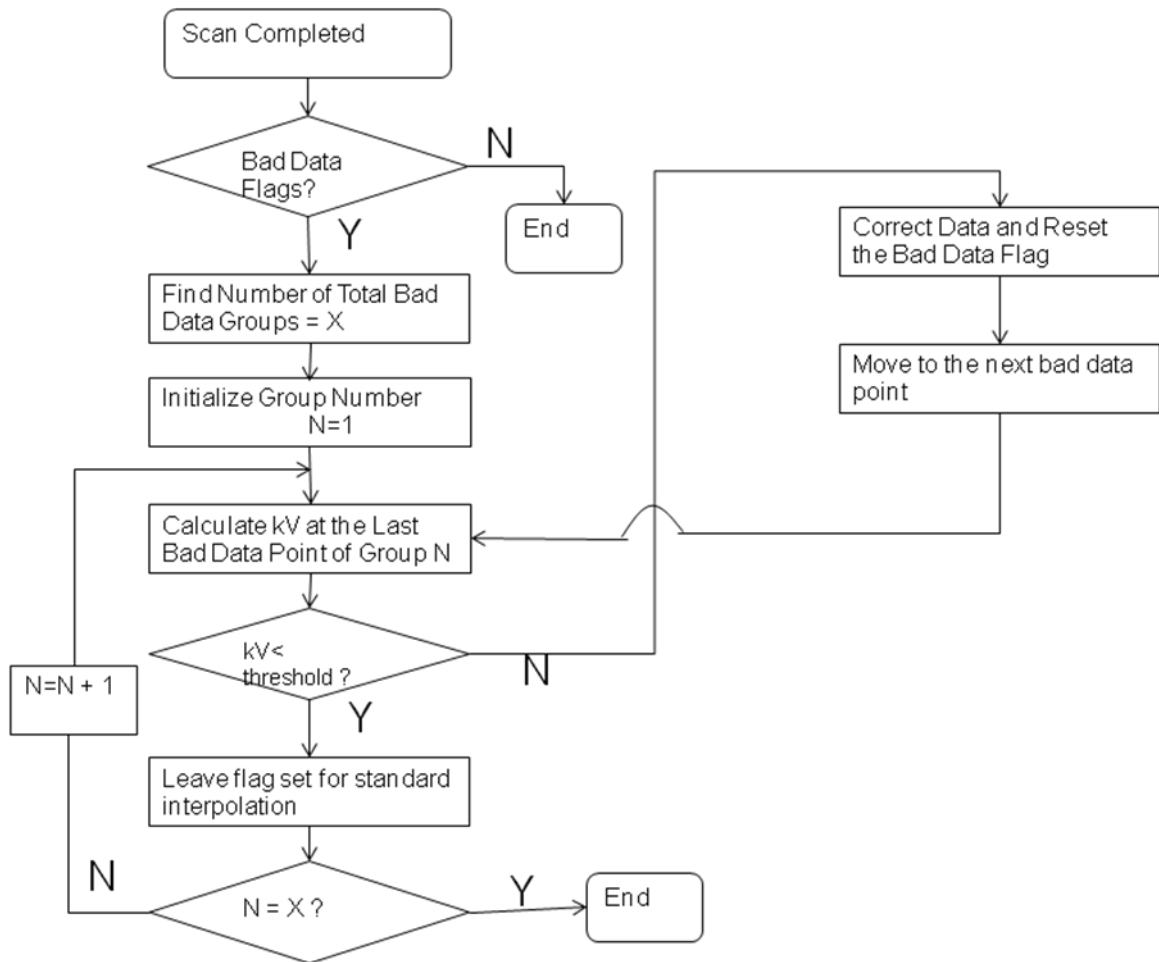 Scan Completed
Bad Data
Flags?
N
End
Y
Find Number of Total Bad
Data Groups = X
Initialize Group Number
N=1
Calculate kV at the Last
Bad Data Point of Group N
kV<
threshold ?
N
Y
Correct Data and Reset
the Bad Data Flag
Move to the next bad data
point
N=N + 1
Leave flag set for standard
interpolation
N
N = X ?
Y
End